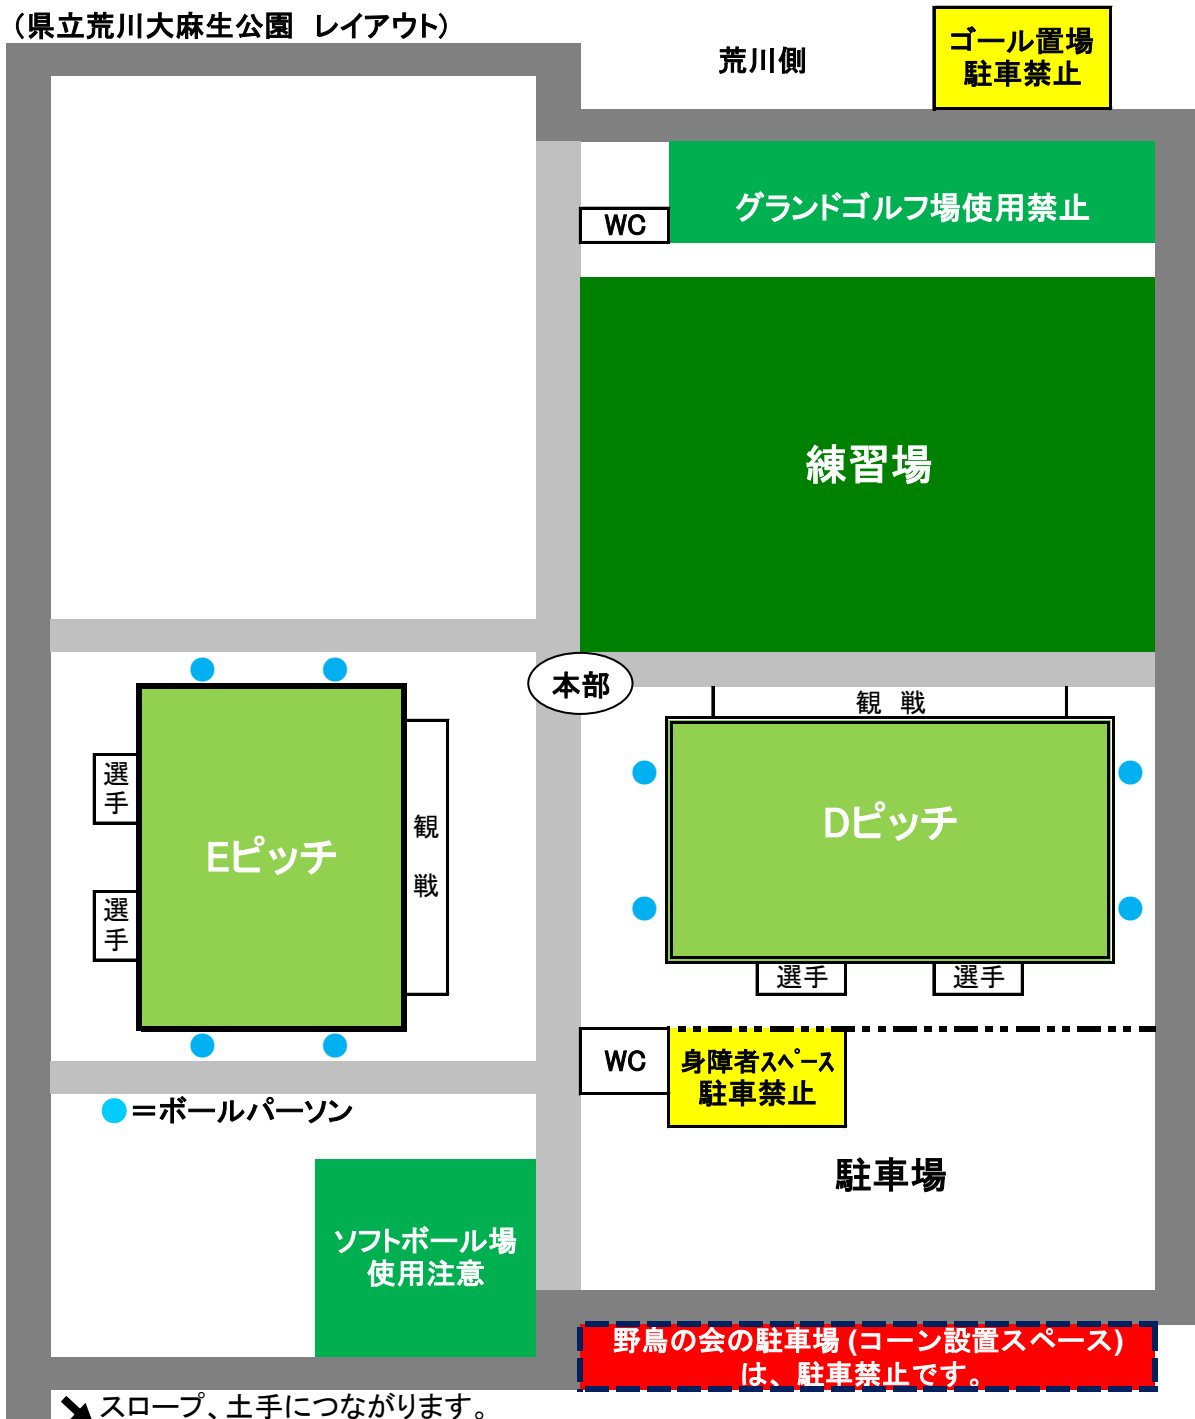 （県立荒川大麻生公園　レイアウト）
荒川側
ゴール置場
駐車禁止
グランドゴルフ場使用禁止
WC
練習場
本部
観　戦
選手
Eピッチ
観戦
選手
Dピッチ
選手
選手
WC
身障者ｽﾍﾟｰｽ
駐車禁止
●＝ボールパーソン
駐車場
ソフトボール場
使用注意
野鳥の会の駐車場 (コーン設置スペース)
は、駐車禁止です。
スロープ、土手につながります。